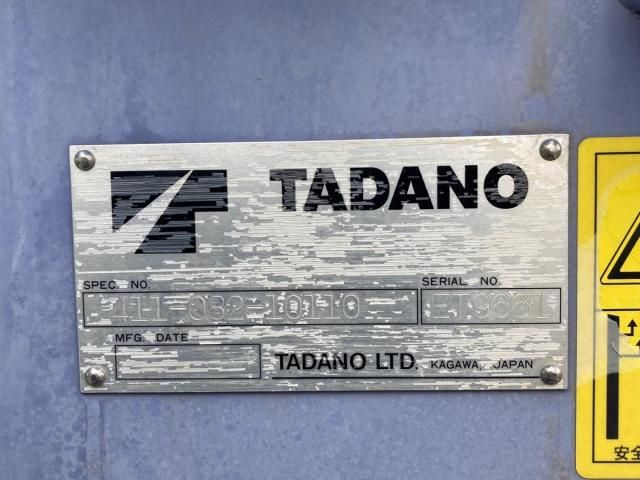 TADANO
SPEC. NO. SERIAL NO.
411-082-10110 ET9661
MFG. DATE
TADANO LTD. KAGAWA, JAPAN
安全